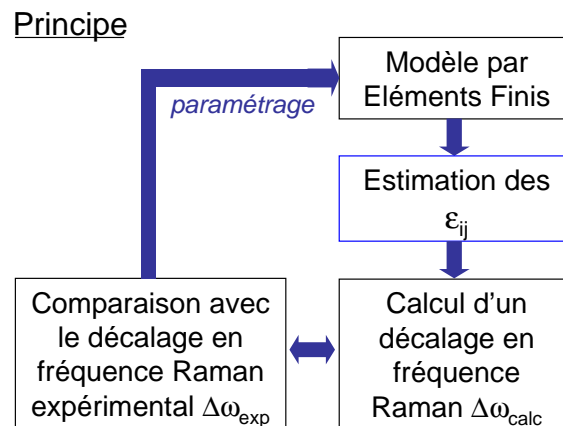 Principe
Modèle par
Eléments Finis
paramétrage
Estimation des
εij
Calcul d'un
décalage en
fréquence
Raman Δωcalc
Comparaison avec
le décalage en
fréquence Raman
expérimental Δωexp